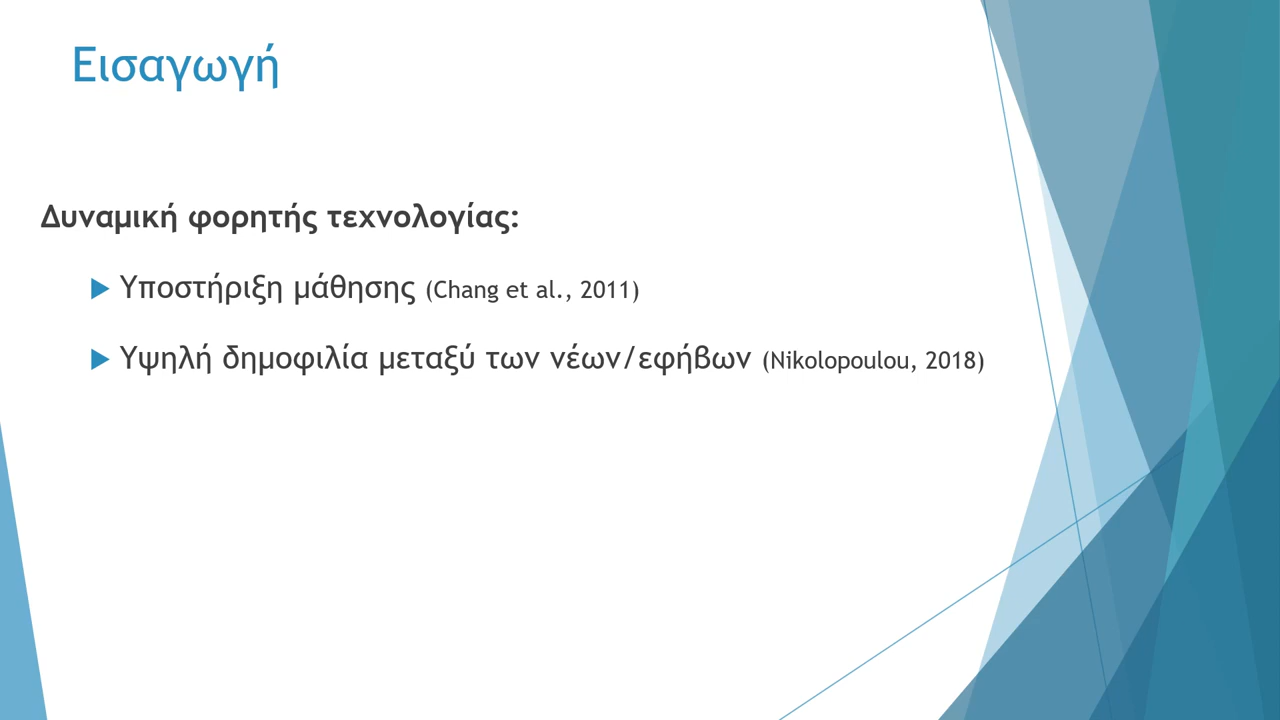 Εισαγωγή
Δυναμική φορητής τεχνολογίας:
Υποστήριξη μάθησης (Chang et al., 2011)
Υψηλή δημοφιλία μεταξύ των νέων/εφήβων (Nikolopoulou, 2018)